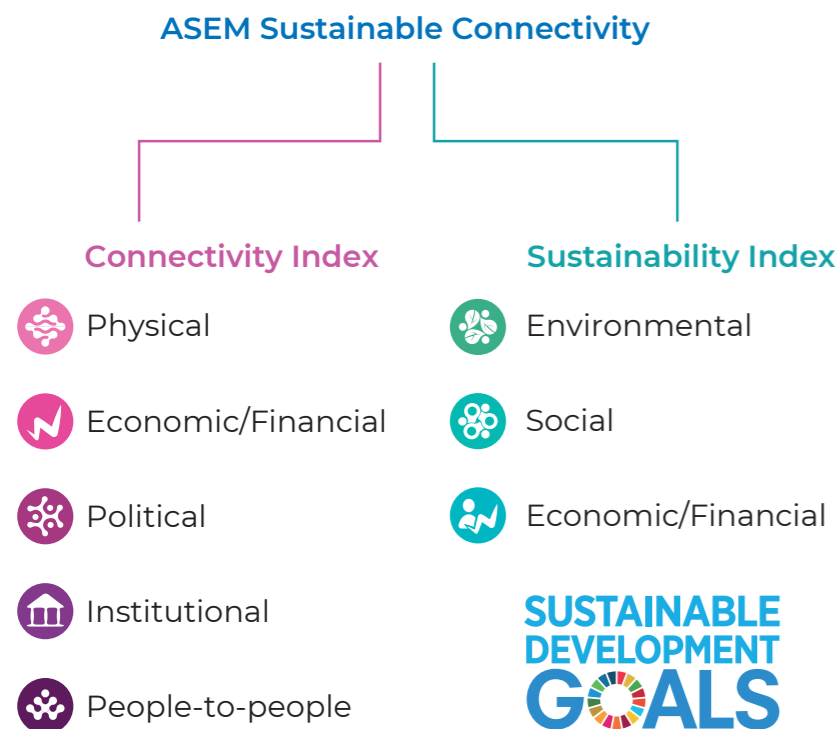 ASEM Sustainable Connectivity
Connectivity Index
Physical
Economic/Financial
Political
Institutional
People-to-people
Sustainability Index
Environmental
Social
Economic/Financial
SUSTAINABLE
DEVELOPMENT
GOALS